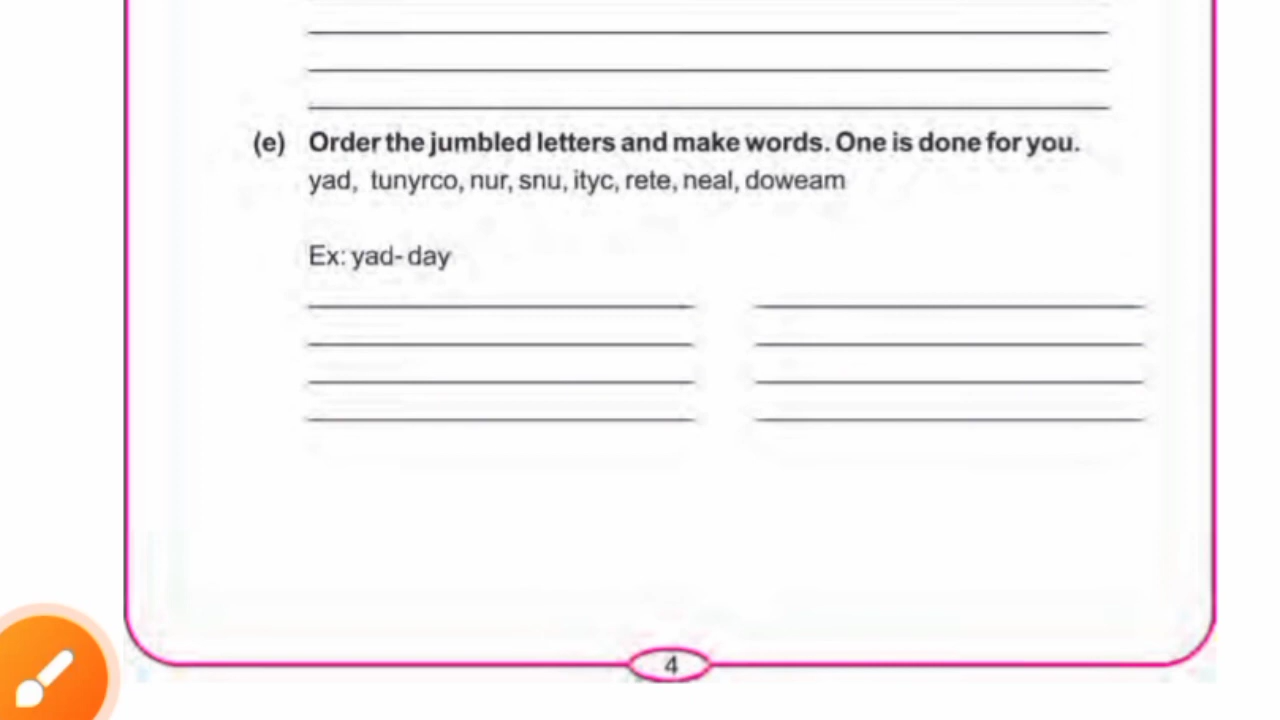 (e) Order the jumbled letters and make words. One is done for you.
yad, tunyrco, nur, snu, ityc, rete, neal, doweam
Ex: yad- day
4